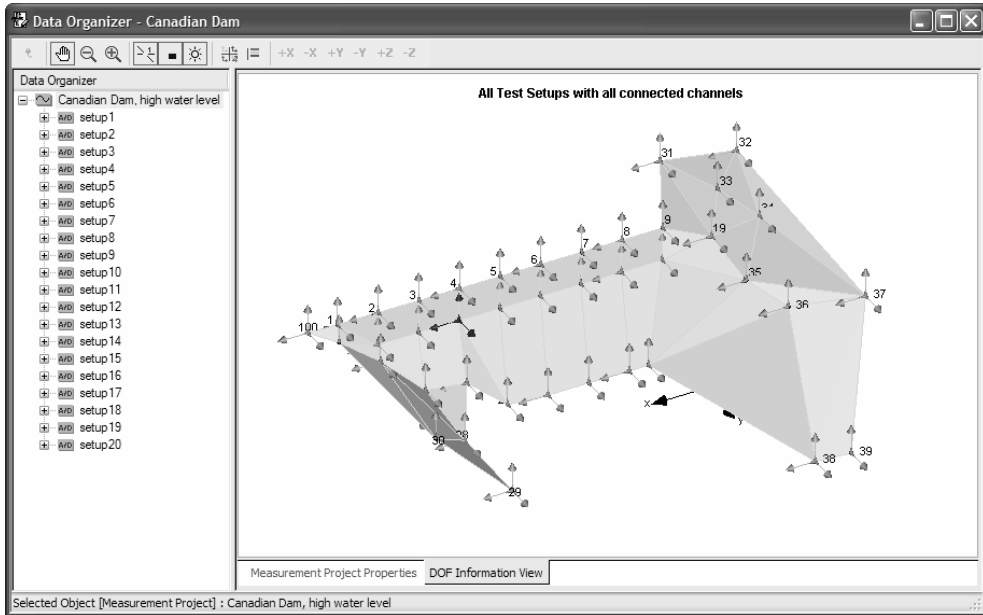 Data Organizer - Canadian Dam
+X -X +Y -Y +Z -Z
Data Organizer
Canadian Dam, high water level
A/D setup1
A/D setup2
A/D setup3
A/D setup4
A/D setup5
A/D setup6
A/D setup7
A/D setup8
A/D setup9
A/D setup10
A/D setup11
A/D setup12
A/D setup13
A/D setup14
A/D setup15
A/D setup16
A/D setup17
A/D setup18
A/D setup19
A/D setup20
All Test Setups with all connected channels
32
31
33
9
19
8
7
6
5
35
4
37
3
36
2
1
100
x
y
38
39
29
Measurement Project Properties
DOF Information View
Selected Object [Measurement Project] : Canadian Dam, high water level